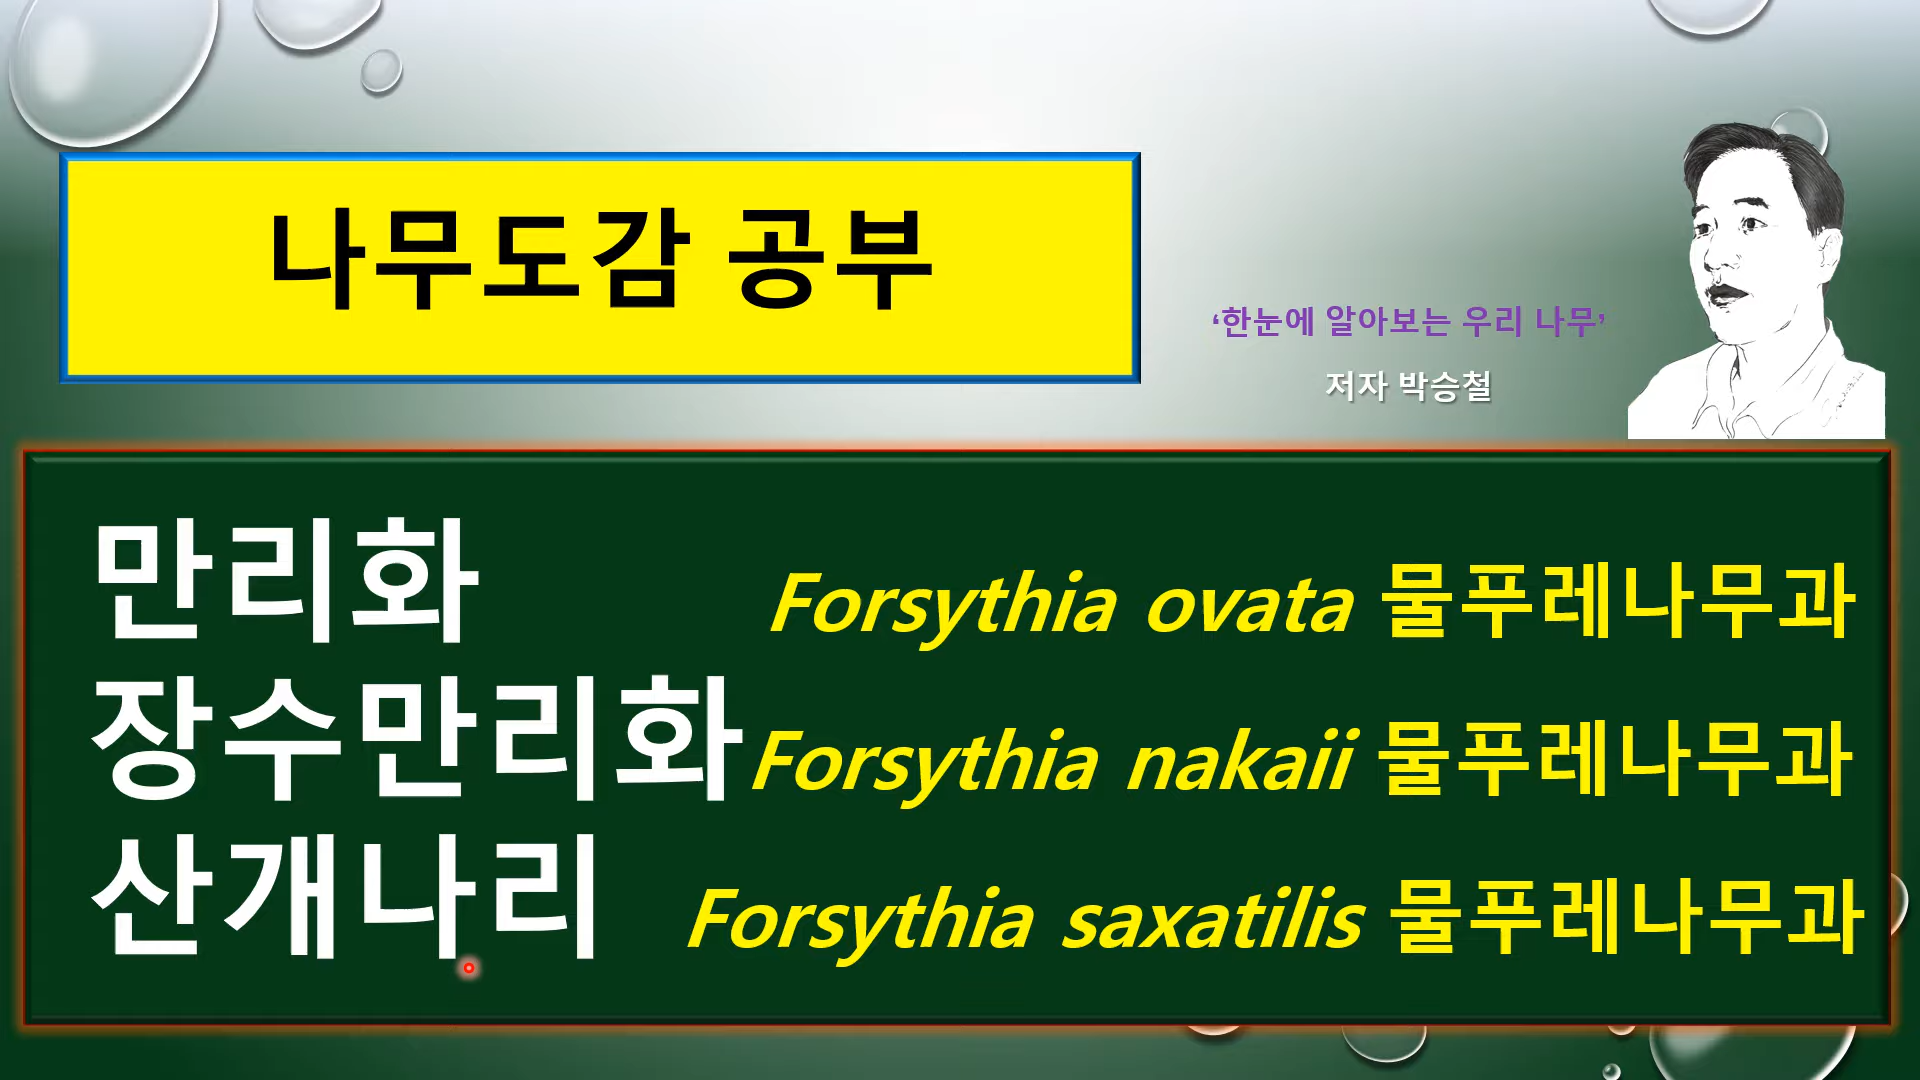 나무도감 공부
‘한눈에 알아보는 우리 나무’
저자 박승철
만리화 Forsythia ovata 물푸레나무과
장수만리화 Forsythia nakaii 물푸레나무과
산개나리 Forsythia saxatilis 물푸레나무과